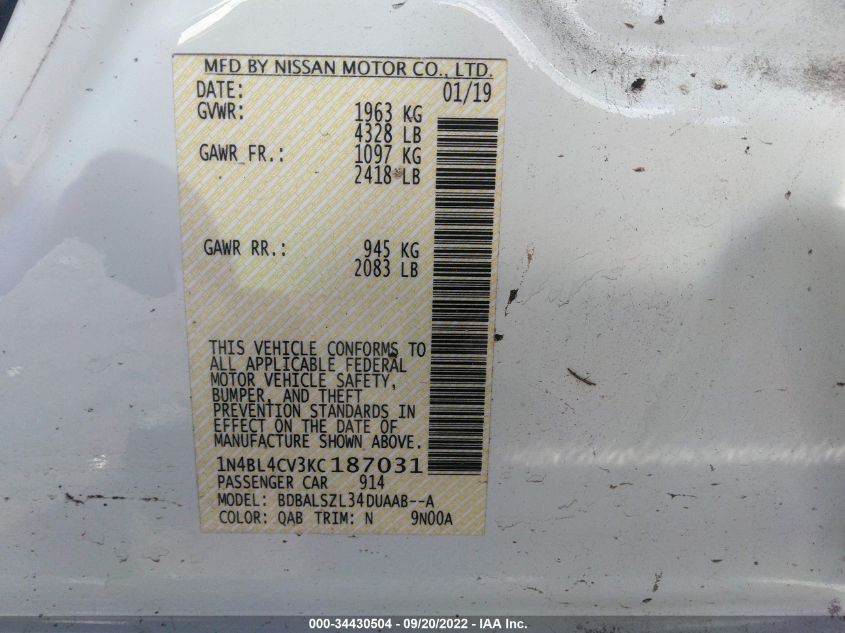 MFD BY NISSAN MOTOR CO., LTD.
DATE: 01/19
GVWR: 1963 KG
4328 LB
GAWR FR.: 1097 KG
2418 LB
GAWR RR.: 945 KG
2083 LB
THIS VEHICLE CONFORMS TO
ALL APPLICABLE FEDERAL
MOTOR VEHICLE SAFETY,
BUMPER, AND THEFT
PREVENTION STANDARDS IN
EFFECT ON THE DATE OF
MANUFACTURE SHOWN ABOVE.
1N4BL4CV3KC187031
PASSENGER CAR 914
MODEL: BDBALSZL34DUAAB--A
COLOR: QAB TRIM: N 9N00A
000-34430504 - 09/20/2022 - IAA Inc.